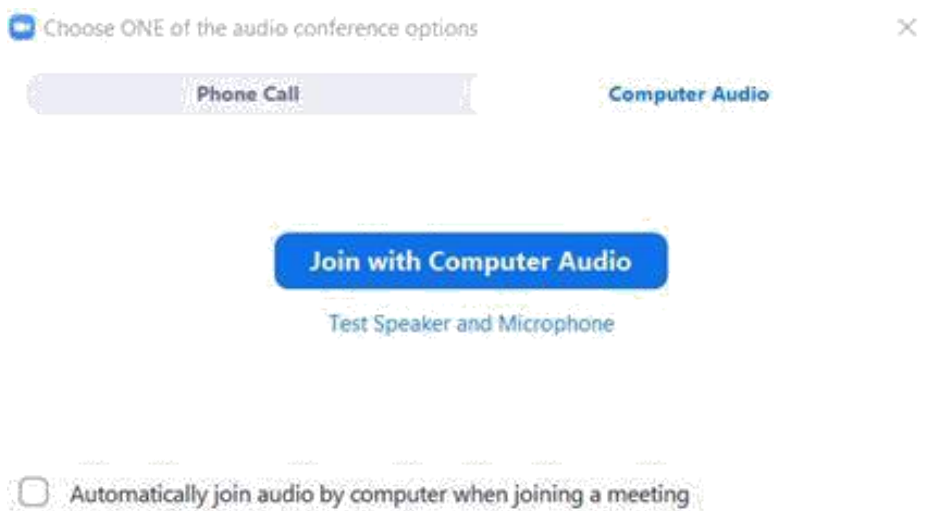 Choose ONE of the audio conference options
Phone Call
Computer Audio
Join with Computer Audio
Test Speaker and Microphone
Automatically join audio by computer when joining a meeting